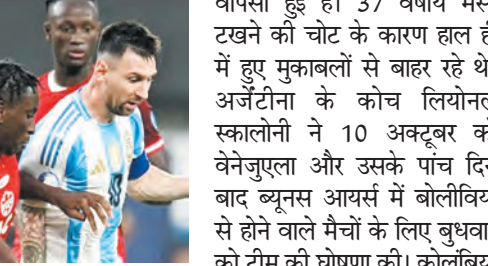 वापसी हुई है। 37 वर्षीय मेस
टखने की चोट के कारण हाल ह
में हुए मुकाबलों से बाहर रहे थे
अर्जेंटीना के कोच लियोनल
स्कालोनी ने 10 अक्टूबर क
वेनेजुएला और उसके पांच दिन
बाद ब्यूनस आयर्स में बोलीविय
से होने वाले मैचों के लिए बुधवा
को टीम की घोषणा की। कोलंबिय